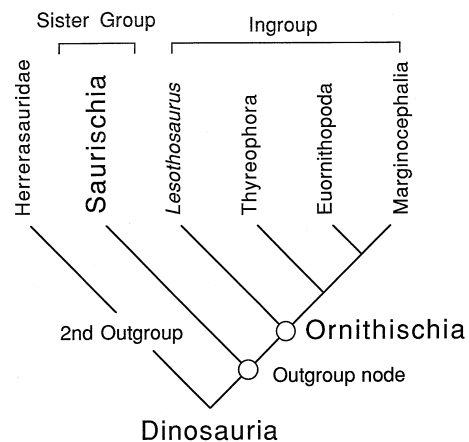 Sister Group
Ingroup
Herrerasauridae
Saurischia
Lesothosaurus
Thyreophora
Euornithopoda
Marginocephalia
2nd Outgroup
Ornithischia
Outgroup node
Dinosauria